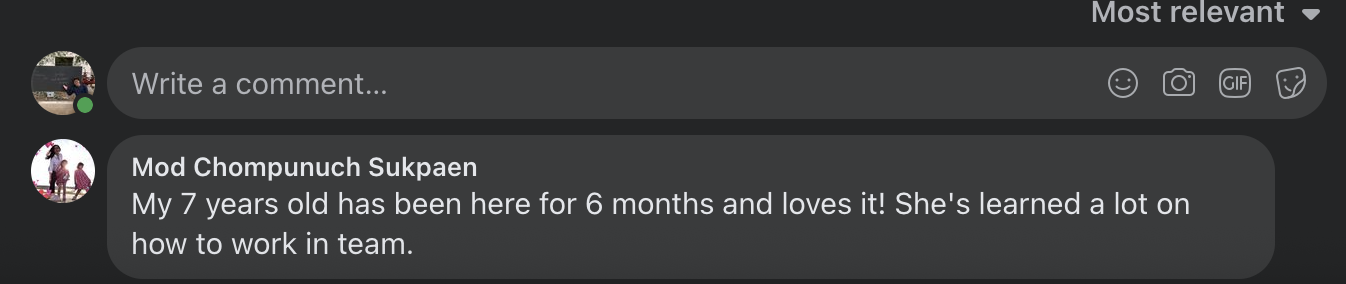 Most relevant
Write a comment...
GIF
Mod Chompunuch Sukpaen
My 7 years old has been here for 6 months and loves it! She's learned a lot on
how to work in team.